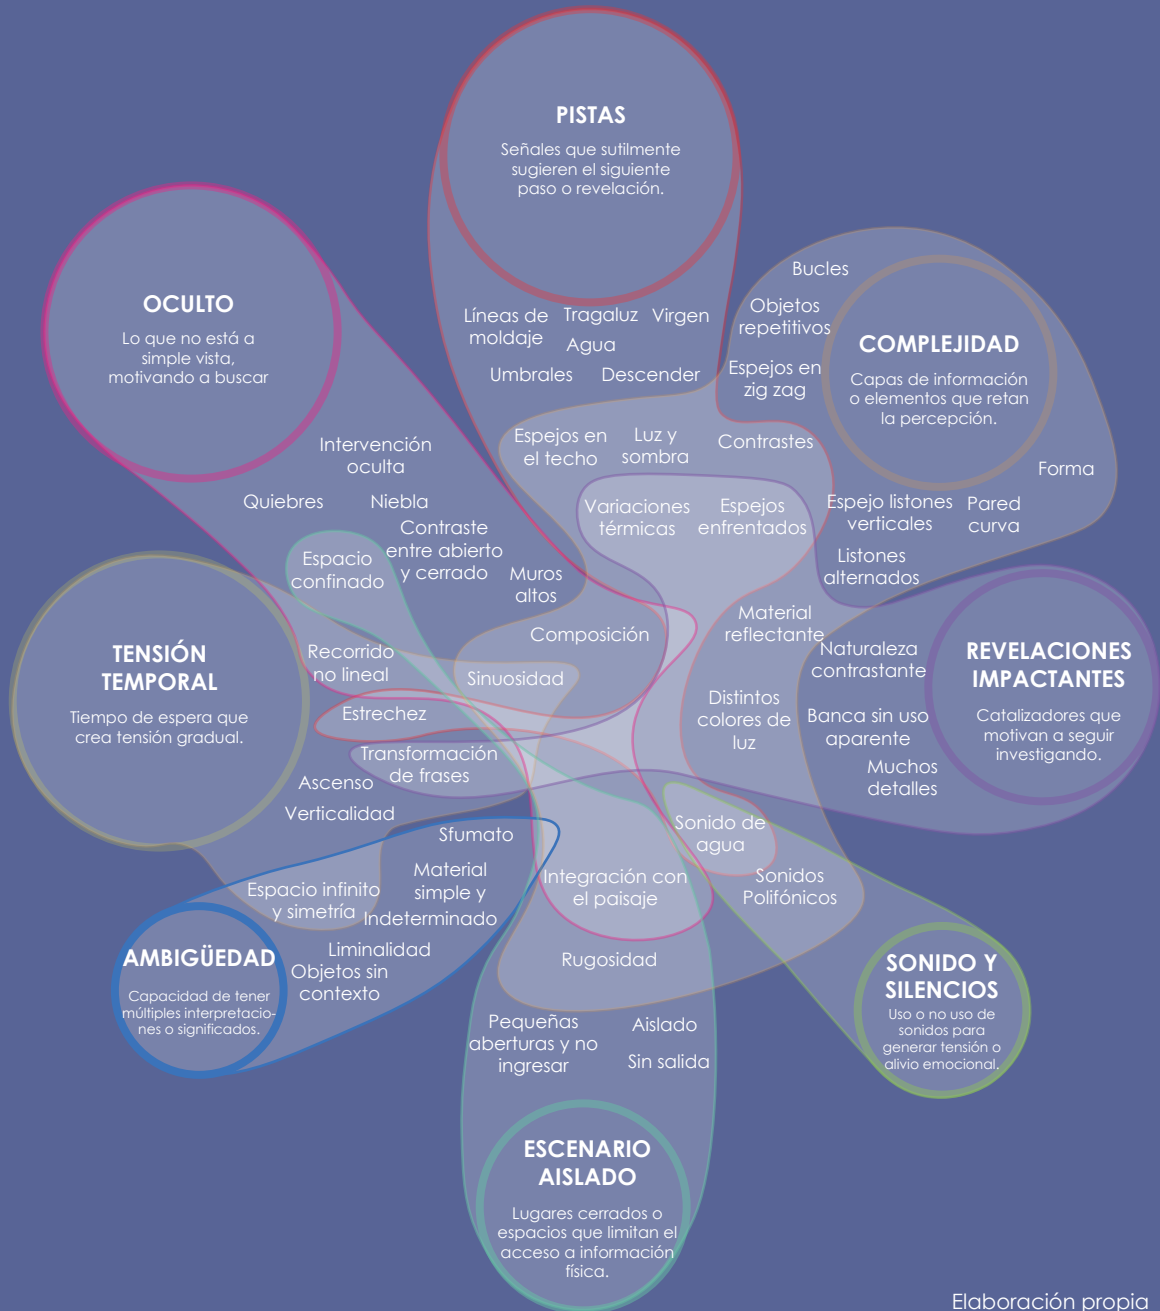 PISTAS
Señales que sutilmente
sugieren el siguiente
paso o revelación.
OCULTO
Lo que no está a
simple vista,
motivando a buscar
Bucles
Objetos
repetitivos
Espejos en
zig zag
COMPLEJIDAD
Capas de información
o elementos que retan
la percepción.
Líneas de
moldaje
Tragaluz
Virgen
Agua
Umbrales
Descender
Espejos en
el techo
Luz y
sombra
Contrastes
Forma
Intervención
oculta
Quiebres
Niebla
Contraste
entre abierto
y cerrado
Variaciones
térmicas
Espejos
enfrentados
Espejo listones
verticales
Pared
curva
Listones
alternados
Espacio
confinado
Muros
altos
Material
reflectante
Composición
TENSIÓN
TEMPORAL
Tiempo de espera que
crea tensión gradual.
Recorrido
no lineal
Sinuosidad
Naturaleza
contrastante
REVELACIONES
IMPACTANTES
Catalizadores que
motivan a seguir
investigando.
Estrechez
Distintos
colores de
luz
Banca sin uso
aparente
Muchos
detalles
Transformación
de frases
Ascenso
Verticalidad
Sfumato
Sonido de
agua
Material
simple y
Indeterminado
Espacio infinito
y simetría
Integración con
el paisaje
Sonidos
Polifónicos
AMBIGÜEDAD
Capacidad de tener
múltiples interpretacio-
nes o significados.
Liminalidad
Objetos sin
contexto
Rugosidad
SONIDO Y
SILENCIOS
Uso o no uso de
sonidos para
generar tensión o
alivio emocional.
Pequeñas
aberturas y no
ingresar
Aislado
Sin salida
ESCENARIO
AISLADO
Lugares cerrados o
espacios que limitan el
acceso a información
física.
Elaboración propia